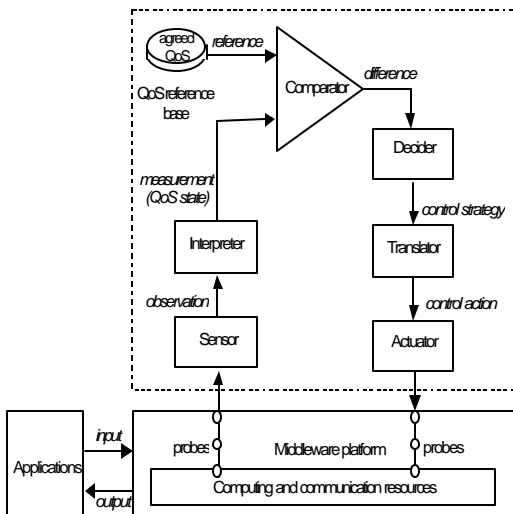 agreed
QoS
reference
QoS reference
base
Comparator
difference
Decider
measurement
(QoS state)
control strategy
Interpreter
Translator
observation
control action
Sensor
Actuator
input
probes
Middleware platform
probes
Applications
Computing and communication resources
output